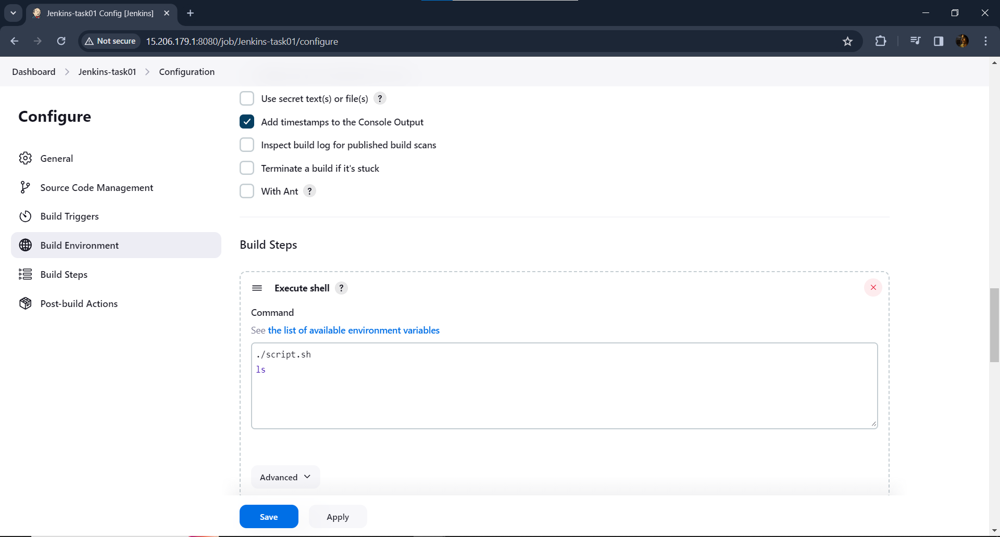 Jenkins-task01 Config [Jenkins]
Not secure
15.206.179.1:8080/job/Jenkins-task01/configure
Dashboard
Jenkins-task01
Configuration
Configure
General
Source Code Management
Build Triggers
Build Environment
Build Steps
Post-build Actions
Use secret text(s) or file(s) ?
Add timestamps to the Console Output
Inspect build log for published build scans
Terminate a build if it's stuck
With Ant ?
Build Steps
Execute shell ?
Command
See the list of available environment variables
./script.sh
ls
Advanced
Save
Apply